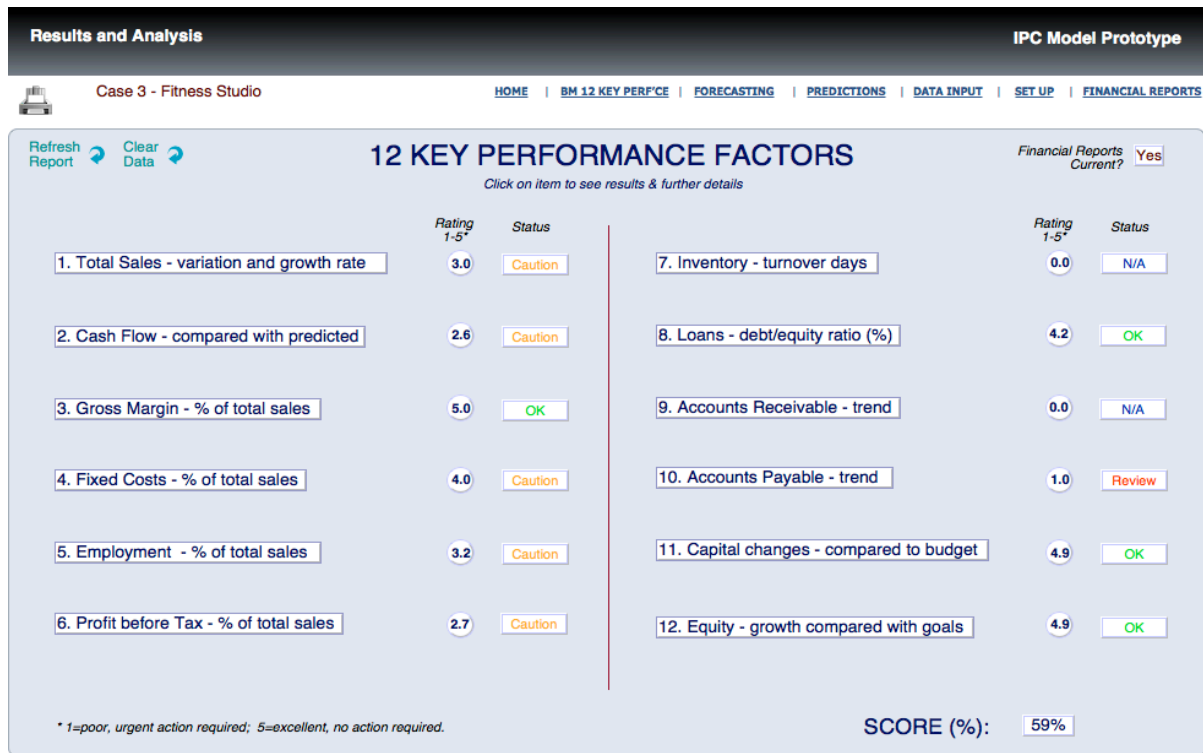 Results and Analysis
IPC Model Prototype
Case 3 - Fitness Studio
HOME | BM 12 KEY PERF'CE | FORECASTING | PREDICTIONS | DATA INPUT | SET UP | FINANCIAL REPORTS
Refresh
Report
Clear
Data
12 KEY PERFORMANCE FACTORS
Click on item to see results & further details
Financial Reports
Current?
Yes
Rating
1-5*
Status
1. Total Sales - variation and growth rate 3.0 Caution
2. Cash Flow - compared with predicted 2.6 Caution
3. Gross Margin - % of total sales 5.0 OK
4. Fixed Costs - % of total sales 4.0 Caution
5. Employment - % of total sales 3.2 Caution
6. Profit before Tax - % of total sales 2.7 Caution
Rating
1-5*
Status
7. Inventory - turnover days 0.0 N/A
8. Loans - debt/equity ratio (%) 4.2 OK
9. Accounts Receivable - trend 0.0 N/A
10. Accounts Payable - trend 1.0 Review
11. Capital changes - compared to budget 4.9 OK
12. Equity - growth compared with goals 4.9 OK
* 1=poor, urgent action required; 5=excellent, no action required.
SCORE (%): 59%